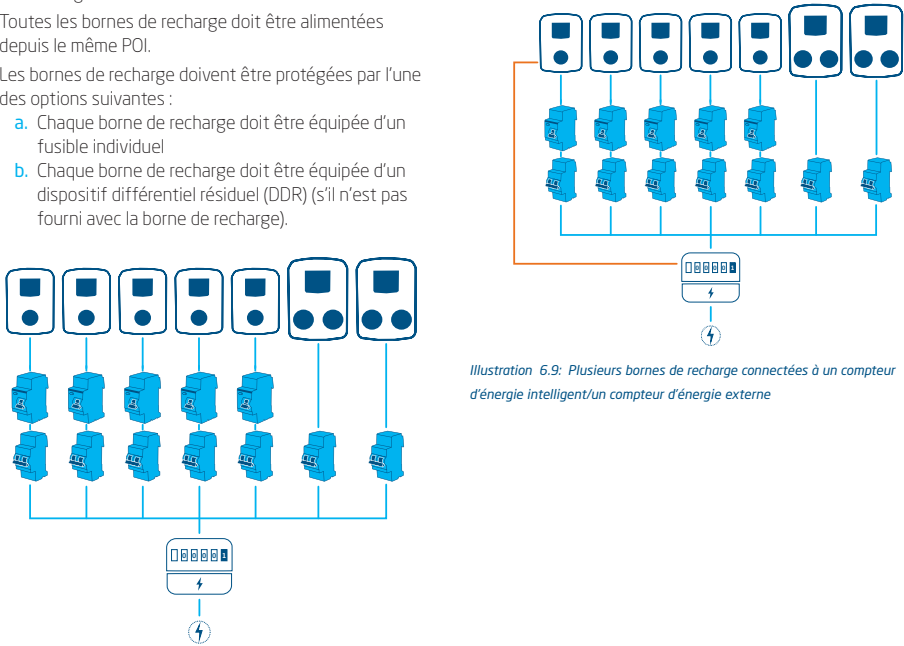 Toutes les bornes de recharge doit être alimentées
depuis le même POI.
Les bornes de recharge doivent être protégées par l'une
des options suivantes :
a. Chaque borne de recharge doit être équipée d'un
fusible individuel
b. Chaque borne de recharge doit être équipée d'un
dispositif différentiel résiduel (DDR) (s'il n'est pas
fourni avec la borne de recharge).
00001
00001
Illustration 6.9: Plusieurs bornes de recharge connectées à un compteur
d'énergie intelligent/un compteur d'énergie externe